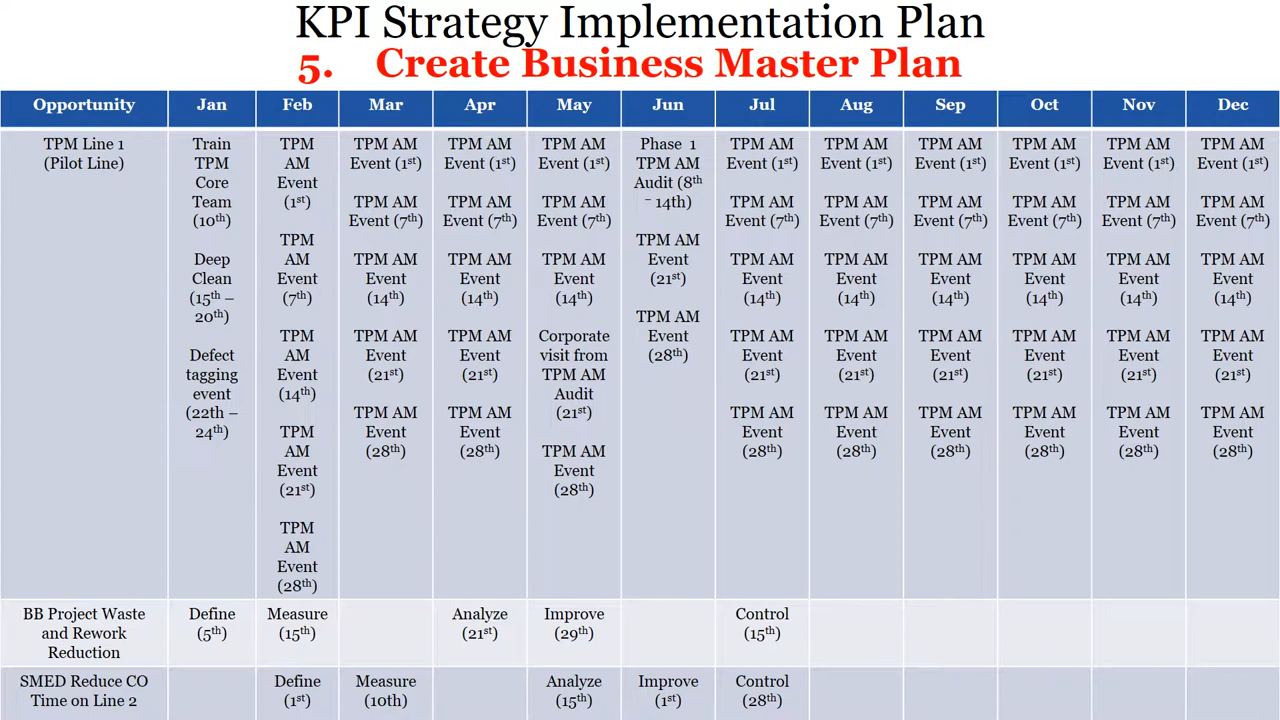 KPI Strategy Implementation Plan
5. Create Business Master Plan
Opportunity Jan Feb Mar Apr May Jun Jul Aug Sep Oct Nov Dec
TPM Line 1
(Pilot Line)
Train
TPM
Core
Team
(10th)
Deep
Clean
(15th –
20th)
Defect
tagging
event
(22th –
24th)
TPM
AM
Event
(1st)
TPM
AM
Event
(7th)
TPM
AM
Event
(14th)
TPM
AM
Event
(21st)
TPM
AM
Event
(28th)
TPM AM
Event (1st)
TPM AM
Event (7th)
TPM AM
Event
(14th)
TPM AM
Event
(21st)
TPM AM
Event
(28th)
TPM AM
Event (1st)
TPM AM
Event (7th)
TPM AM
Event
(14th)
TPM AM
Event
(21st)
TPM AM
Event
(28th)
TPM AM
Event (1st)
TPM AM
Event (7th)
TPM AM
Event
(14th)
Corporate
visit from
TPM AM
Audit
(21st)
TPM AM
Event
(28th)
Phase 1
TPM AM
Audit (8th
– 14th)
TPM AM
Event
(21st)
TPM AM
Event
(28th)
TPM AM
Event (1st)
TPM AM
Event (7th)
TPM AM
Event
(14th)
TPM AM
Event
(21st)
TPM AM
Event
(28th)
TPM AM
Event (1st)
TPM AM
Event (7th)
TPM AM
Event
(14th)
TPM AM
Event
(21st)
TPM AM
Event
(28th)
TPM AM
Event (1st)
TPM AM
Event (7th)
TPM AM
Event
(14th)
TPM AM
Event
(21st)
TPM AM
Event
(28th)
TPM AM
Event (1st)
TPM AM
Event (7th)
TPM AM
Event
(14th)
TPM AM
Event
(21st)
TPM AM
Event
(28th)
TPM AM
Event (1st)
TPM AM
Event (7th)
TPM AM
Event
(14th)
TPM AM
Event
(21st)
TPM AM
Event
(28th)
TPM AM
Event (1st)
TPM AM
Event (7th)
TPM AM
Event
(14th)
TPM AM
Event
(21st)
TPM AM
Event
(28th)
BB Project Waste
and Rework
Reduction
Define
(5th)
Measure
(15th)
Analyze
(21st)
Improve
(29th)
Control
(15th)
SMED Reduce CO
Time on Line 2
Define
(1st)
Measure
(10th)
Analyze
(15th)
Improve
(1st)
Control
(28th)